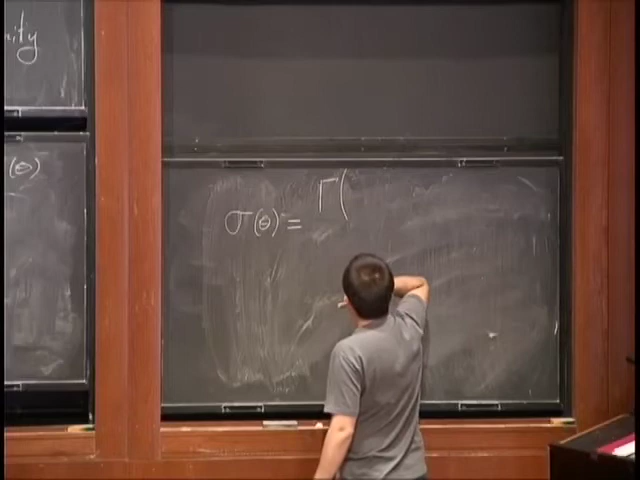 ity
(θ)
σ(θ) = Γ(